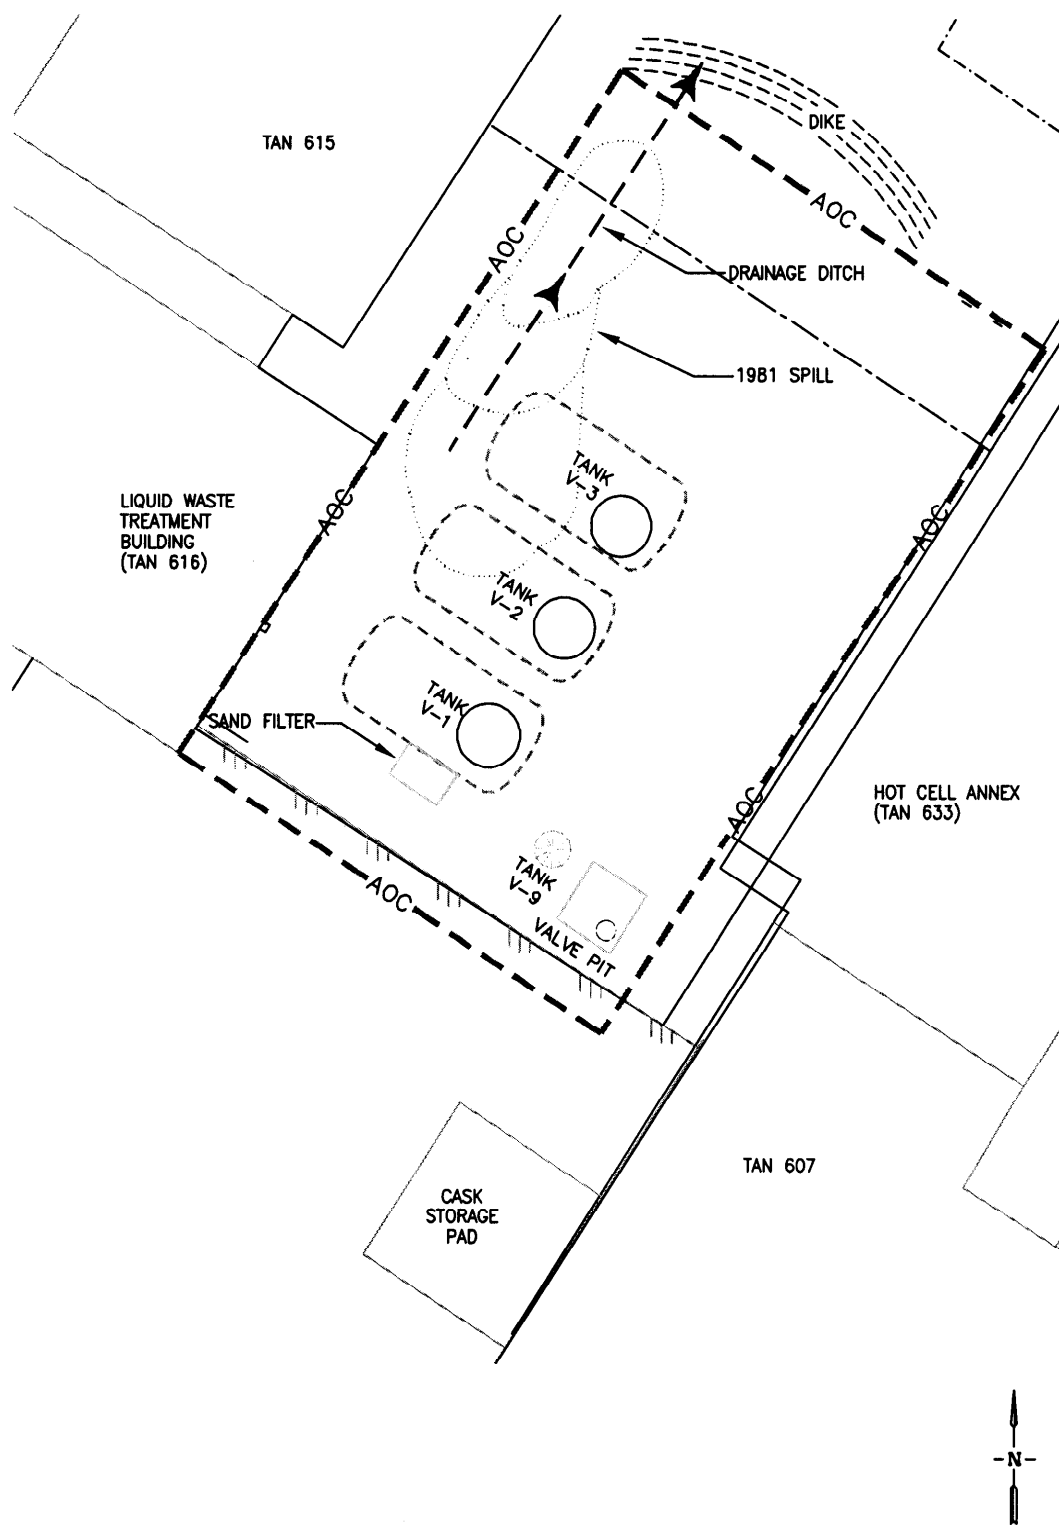 TAN 615
DIKE
AOC
AOC
DRAINAGE DITCH
1981 SPILL
TANK
V-3
LIQUID WASTE
TREATMENT
BUILDING
(TAN 616)
AOC
AOC
TANK
V-2
TANK
V-1
SAND FILTER
HOT CELL ANNEX
(TAN 633)
AOC
TANK
V-9
AOC
VALVE PIT
TAN 607
CASK
STORAGE
PAD
-N-